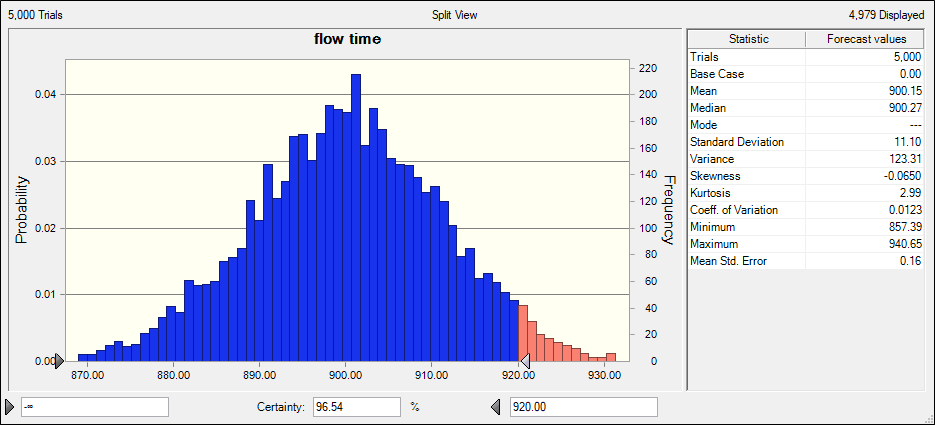 5,000 Trials Split View 4,979 Displayed
flow time
Probability
0.04
0.03
0.02
0.01
0.00
220
200
180
160
140
120
100
80
60
40
20
0
Frequency
870.00 880.00 890.00 900.00 910.00 920.00 930.00
Statistic Forecast values
Trials 5,000
Base Case 0.00
Mean 900.15
Median 900.27
Mode ---
Standard Deviation 11.10
Variance 123.31
Skewness -0.0650
Kurtosis 2.99
Coeff. of Variation 0.0123
Minimum 857.39
Maximum 940.65
Mean Std. Error 0.16
-∞ Certainty: 96.54 % 920.00